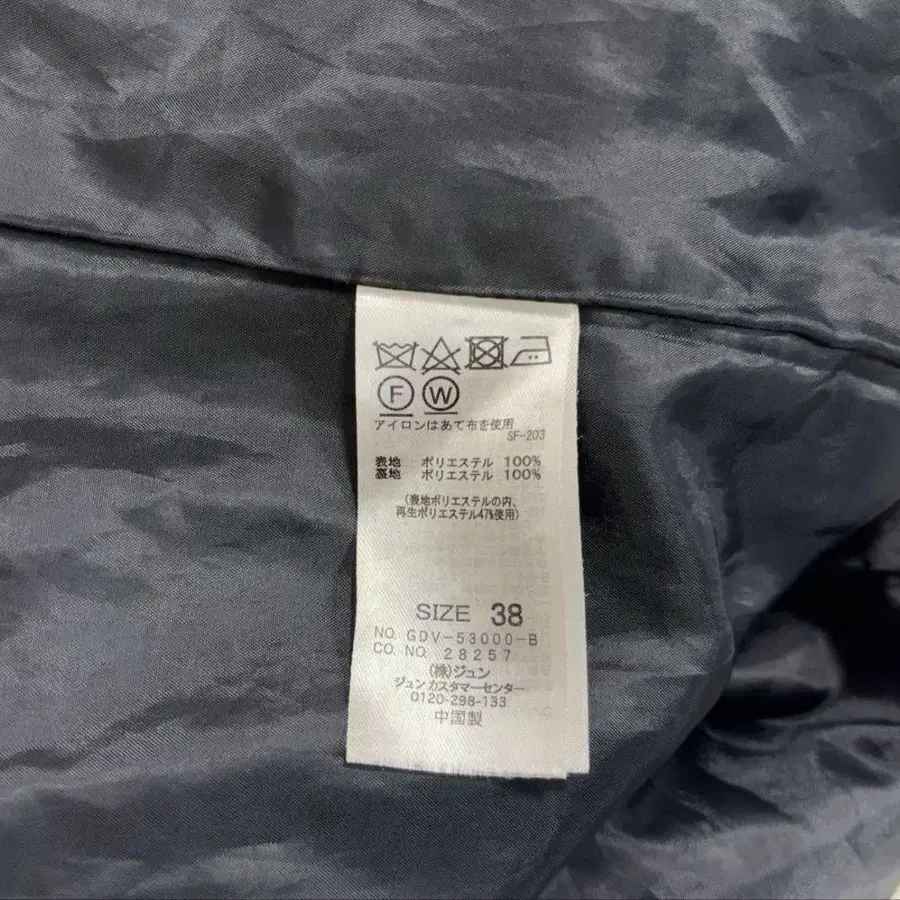 F W
アイロンはあて布を使用
SF-203
表地 ポリエステル 100%
裏地 ポリエステル 100%
(表地ポリエステルの内、
再生ポリエステル47%使用)
SIZE 38
NO. GDV-53000-B
CO. NO. 28257
(株)ジュン
ジュン カスタマーセンター
0120-298-133
中国製